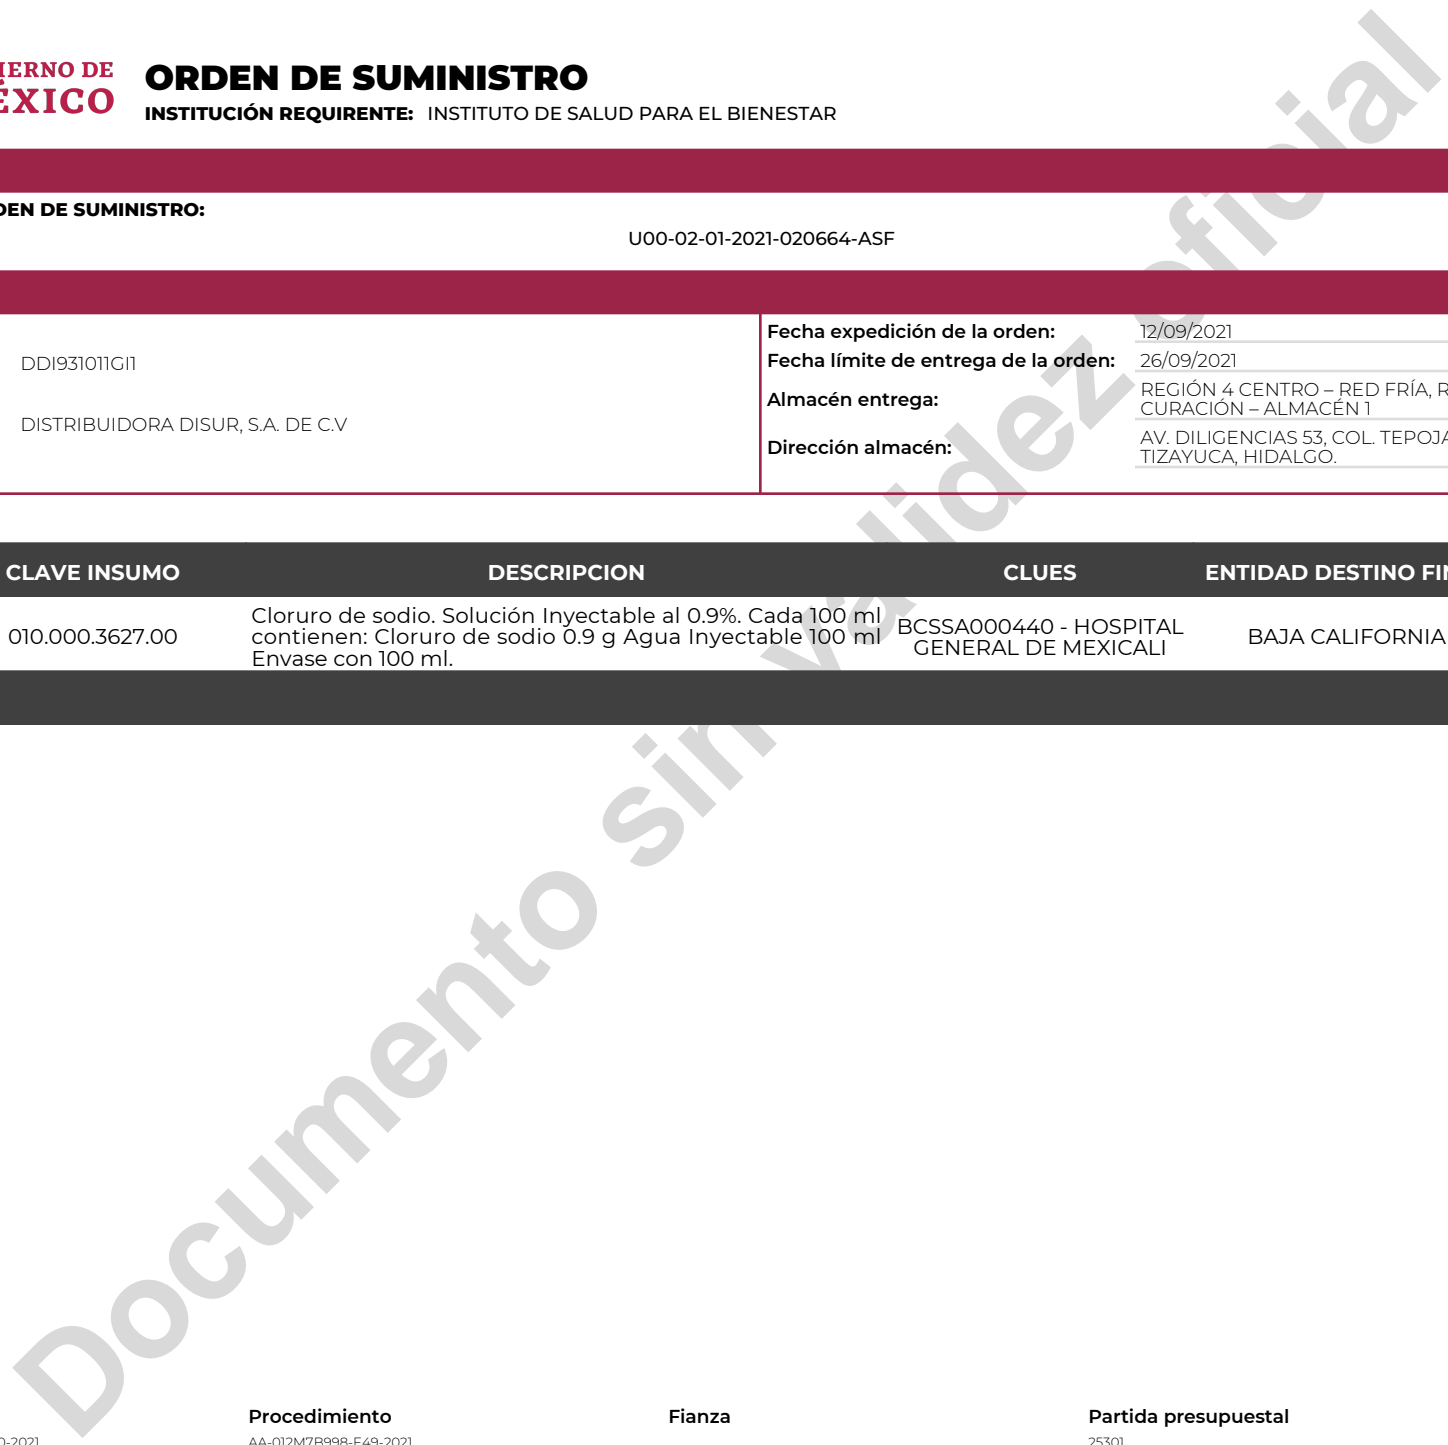 ORDEN DE SUMINISTRO
INSTITUCIÓN REQUIRENTE: INSTITUTO DE SALUD PARA EL BIENESTAR
DE
ÉXICO
DE SUMINISTRO:
U00-02-01-2021-020664-ASF
DDI931011GI1
DISTRIBUIDORA DISUR, S.A. DE C.V
Fecha expedición de la orden: 12/09/2021
Fecha límite de entrega de la orden: 26/09/2021
Almacén entrega: REGIÓN 4 CENTRO – RED FRÍA,
CURACIÓN – ALMACÉN 1
Dirección almacén: AV. DILIGENCIAS 53, COL.
TIZAYUCA, HIDALGO.
CLAVE INSUMO DESCRIPCION CLUES ENTIDAD DESTINO
010.000.3627.00
Cloruro de sodio. Solución Inyectable al 0.9%. Cada 100 ml
contienen: Cloruro de sodio 0.9 g Agua Inyectable 100 ml
Envase con 100 ml.
BCSSA000440 - HOSPITAL
GENERAL DE MEXICALI
BAJA CALIFORNIA
Documento sin validez oficial
Procedimiento Fianza Partida presupuestal